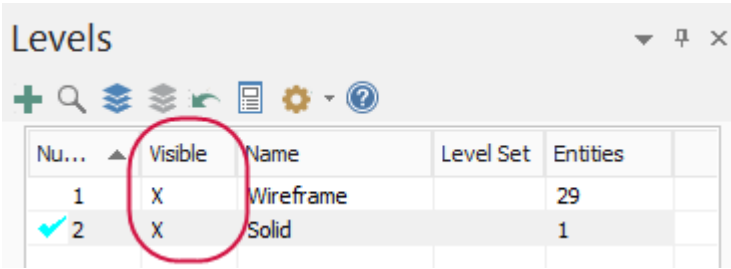 Levels
Nu... Visible Name Level Set Entities
1 X Wireframe 29
2 X Solid 1